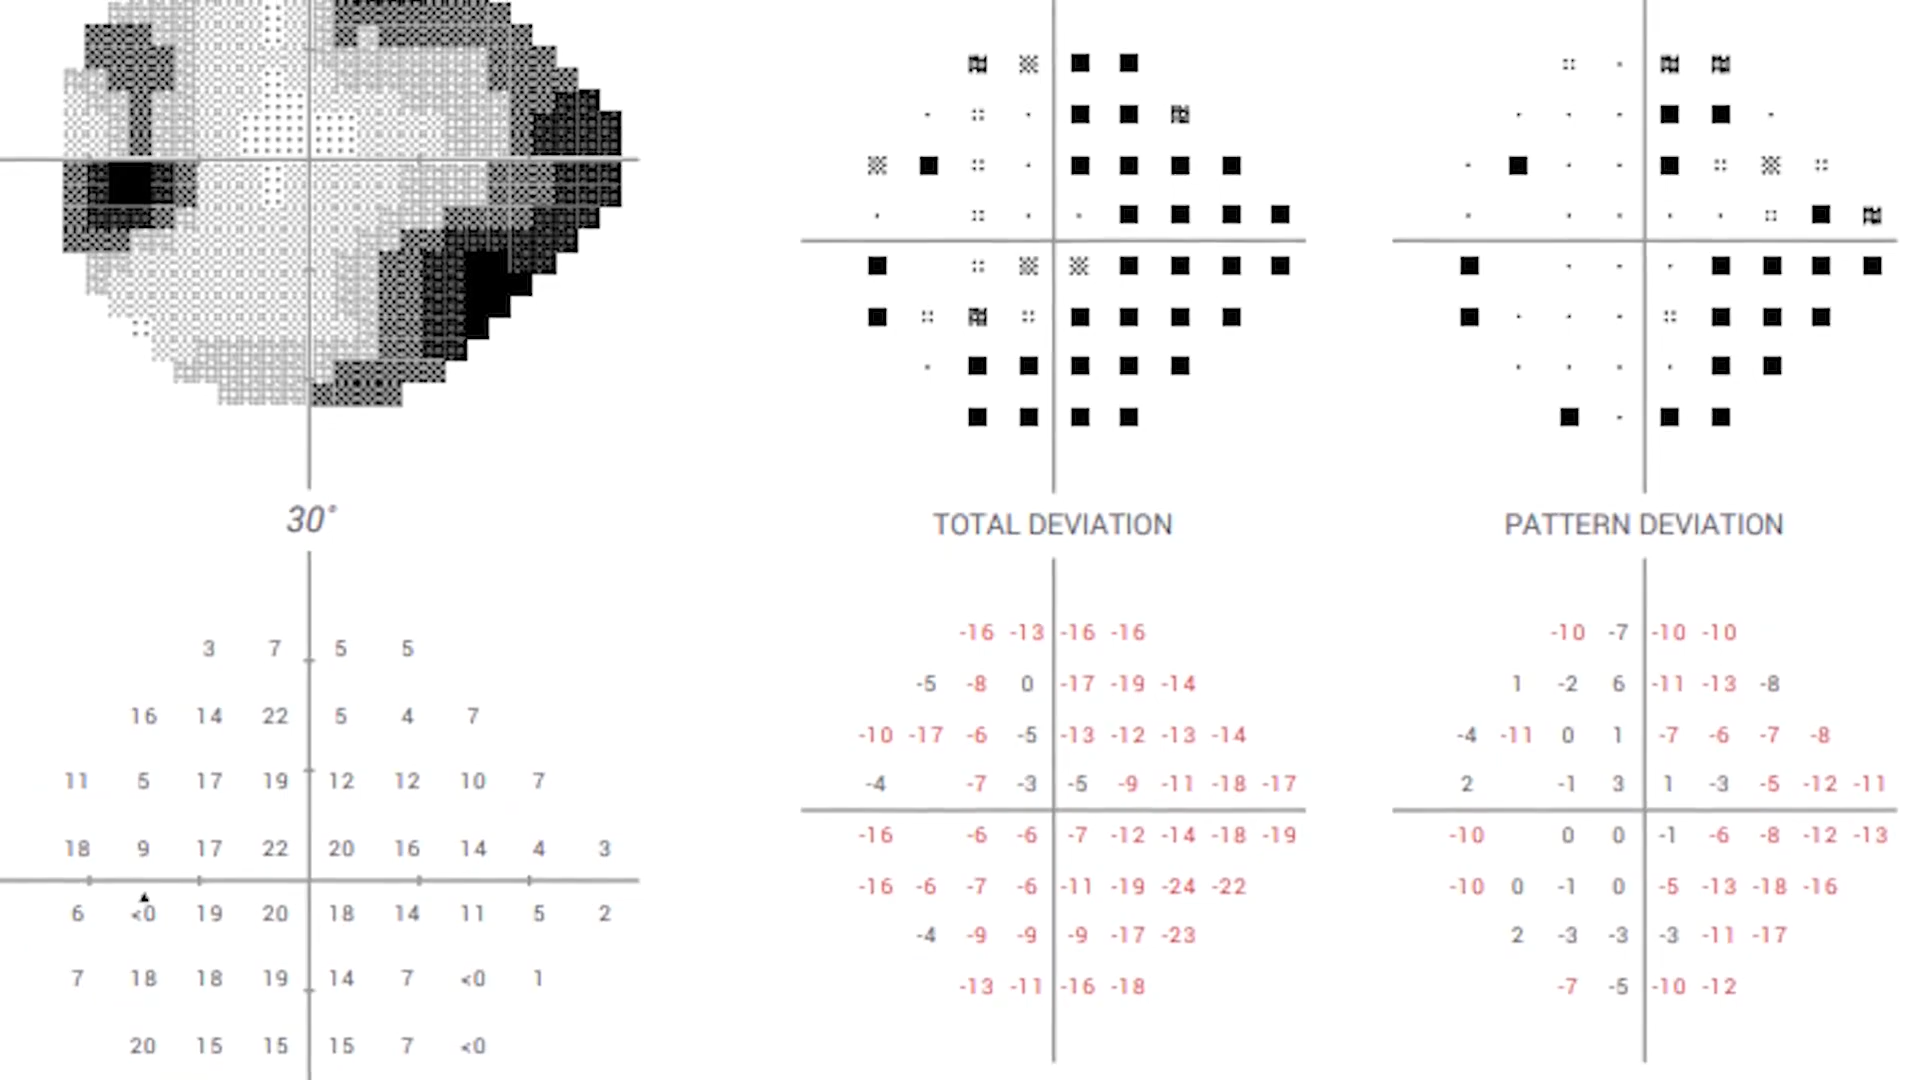 30°
TOTAL DEVIATION
PATTERN DEVIATION
3 7 5 5
16 14 22 5 4 7
11 5 17 19 12 12 10 7
18 9 17 22 20 16 14 4 3
6 <0 19 20 18 14 11 5 2
7 18 18 19 14 7 <0 1
20 15 15 15 7 <0
-16 -13 -16 -16
-5 -8 0 -17 -19 -14
-10 -17 -6 -5 -13 -12 -13 -14
-4 -7 -3 -5 -9 -11 -18 -17
-16 -6 -6 -7 -12 -14 -18 -19
-16 -6 -7 -6 -11 -19 -24 -22
-4 -9 -9 -9 -17 -23
-13 -11 -16 -18
-10 -7 -10 -10
1 -2 6 -11 -13 -8
-4 -11 0 1 -7 -6 -7 -8
2 -1 3 1 -3 -5 -12 -11
-10 0 0 -1 -6 -8 -12 -13
-10 0 -1 0 -5 -13 -18 -16
2 -3 -3 -3 -11 -17
-7 -5 -10 -12